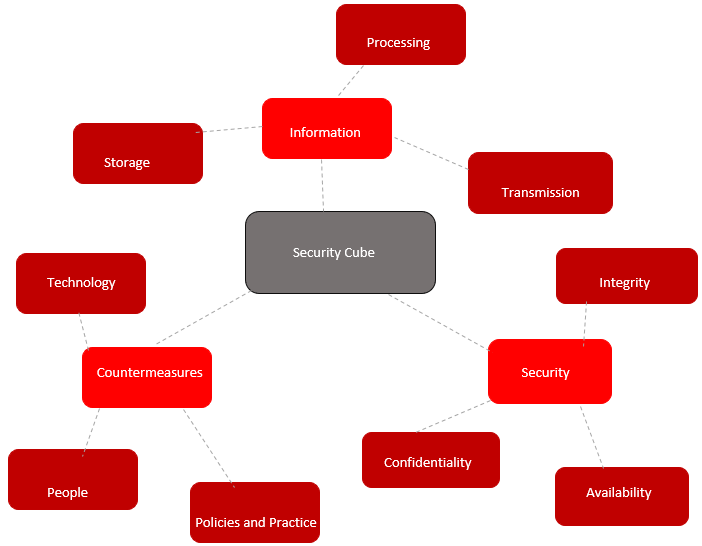 Processing
Information
Storage
Transmission
Security Cube
Technology
Integrity
Countermeasures
Security
Confidentiality
People
Availability
Policies and Practice